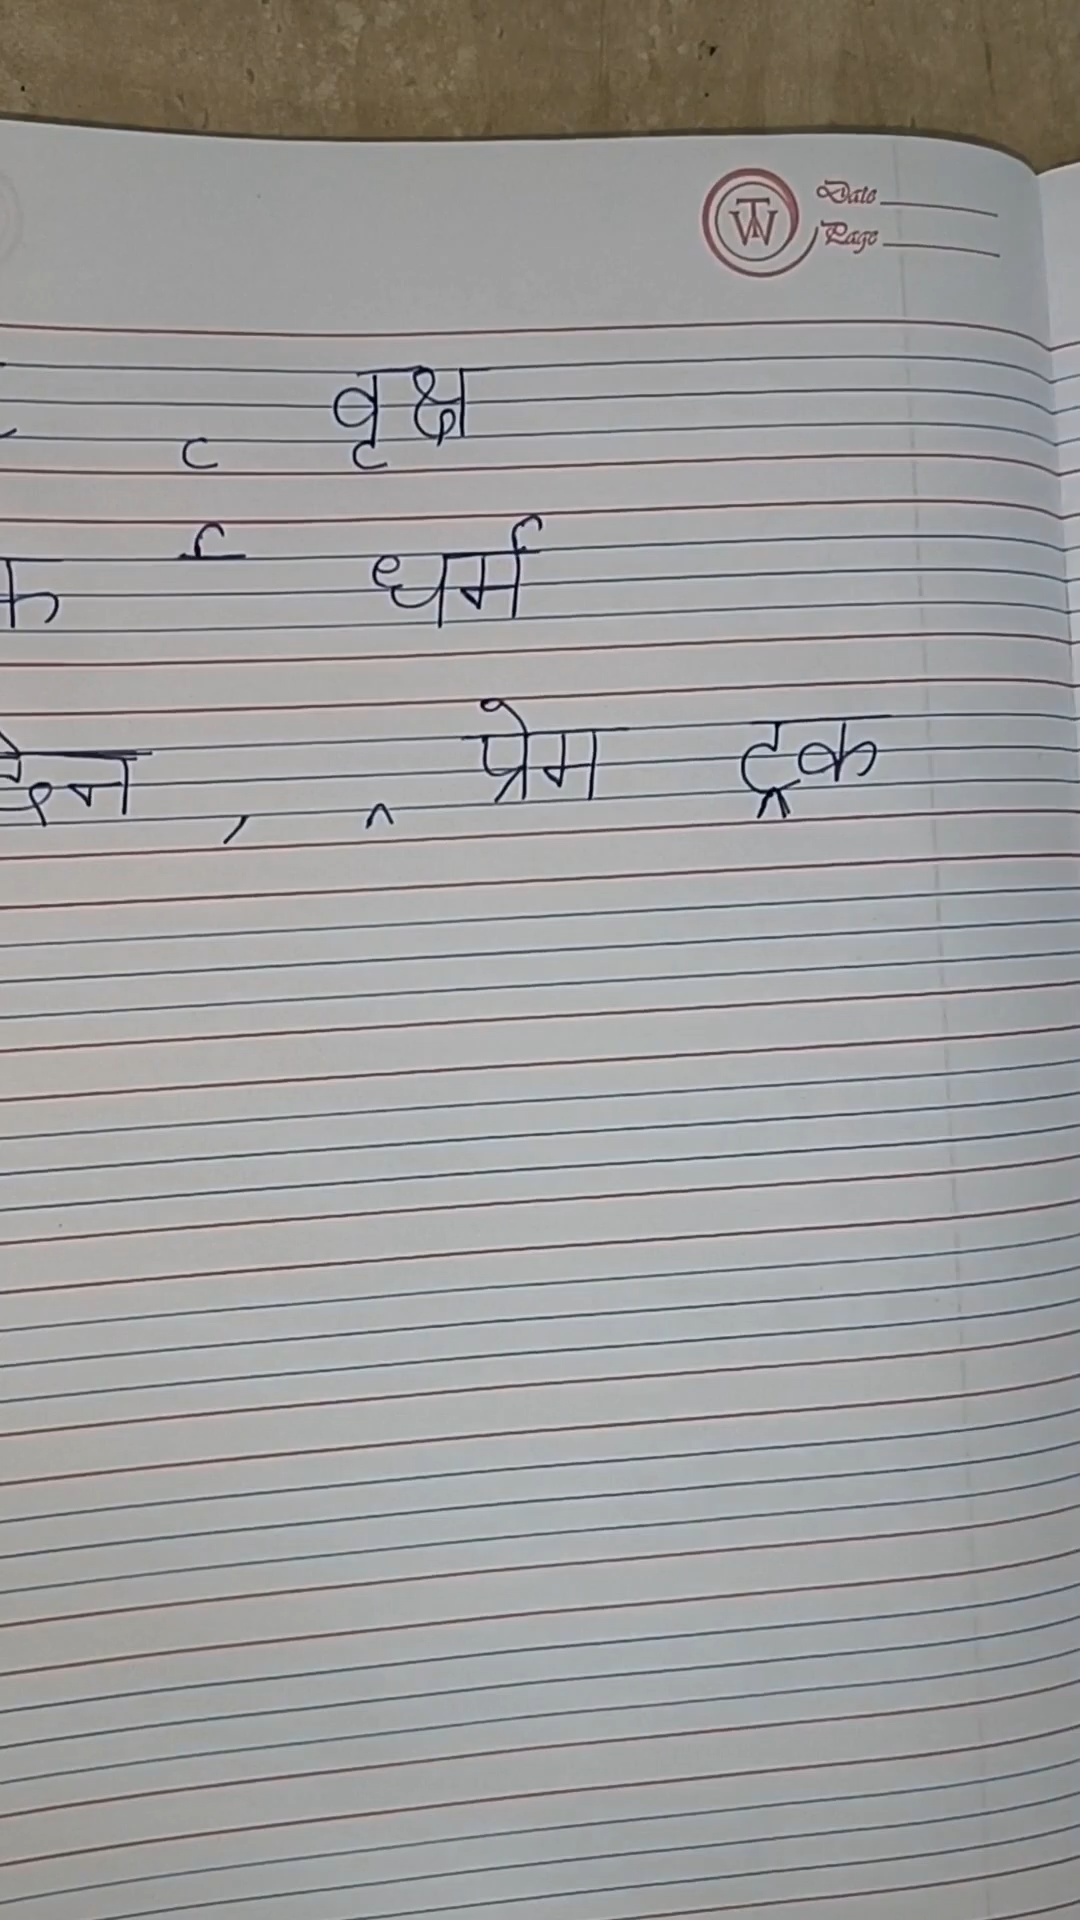 Date
Page
ृ वृक्ष
र्  धर्म
, ^ प्रेम ट्रक